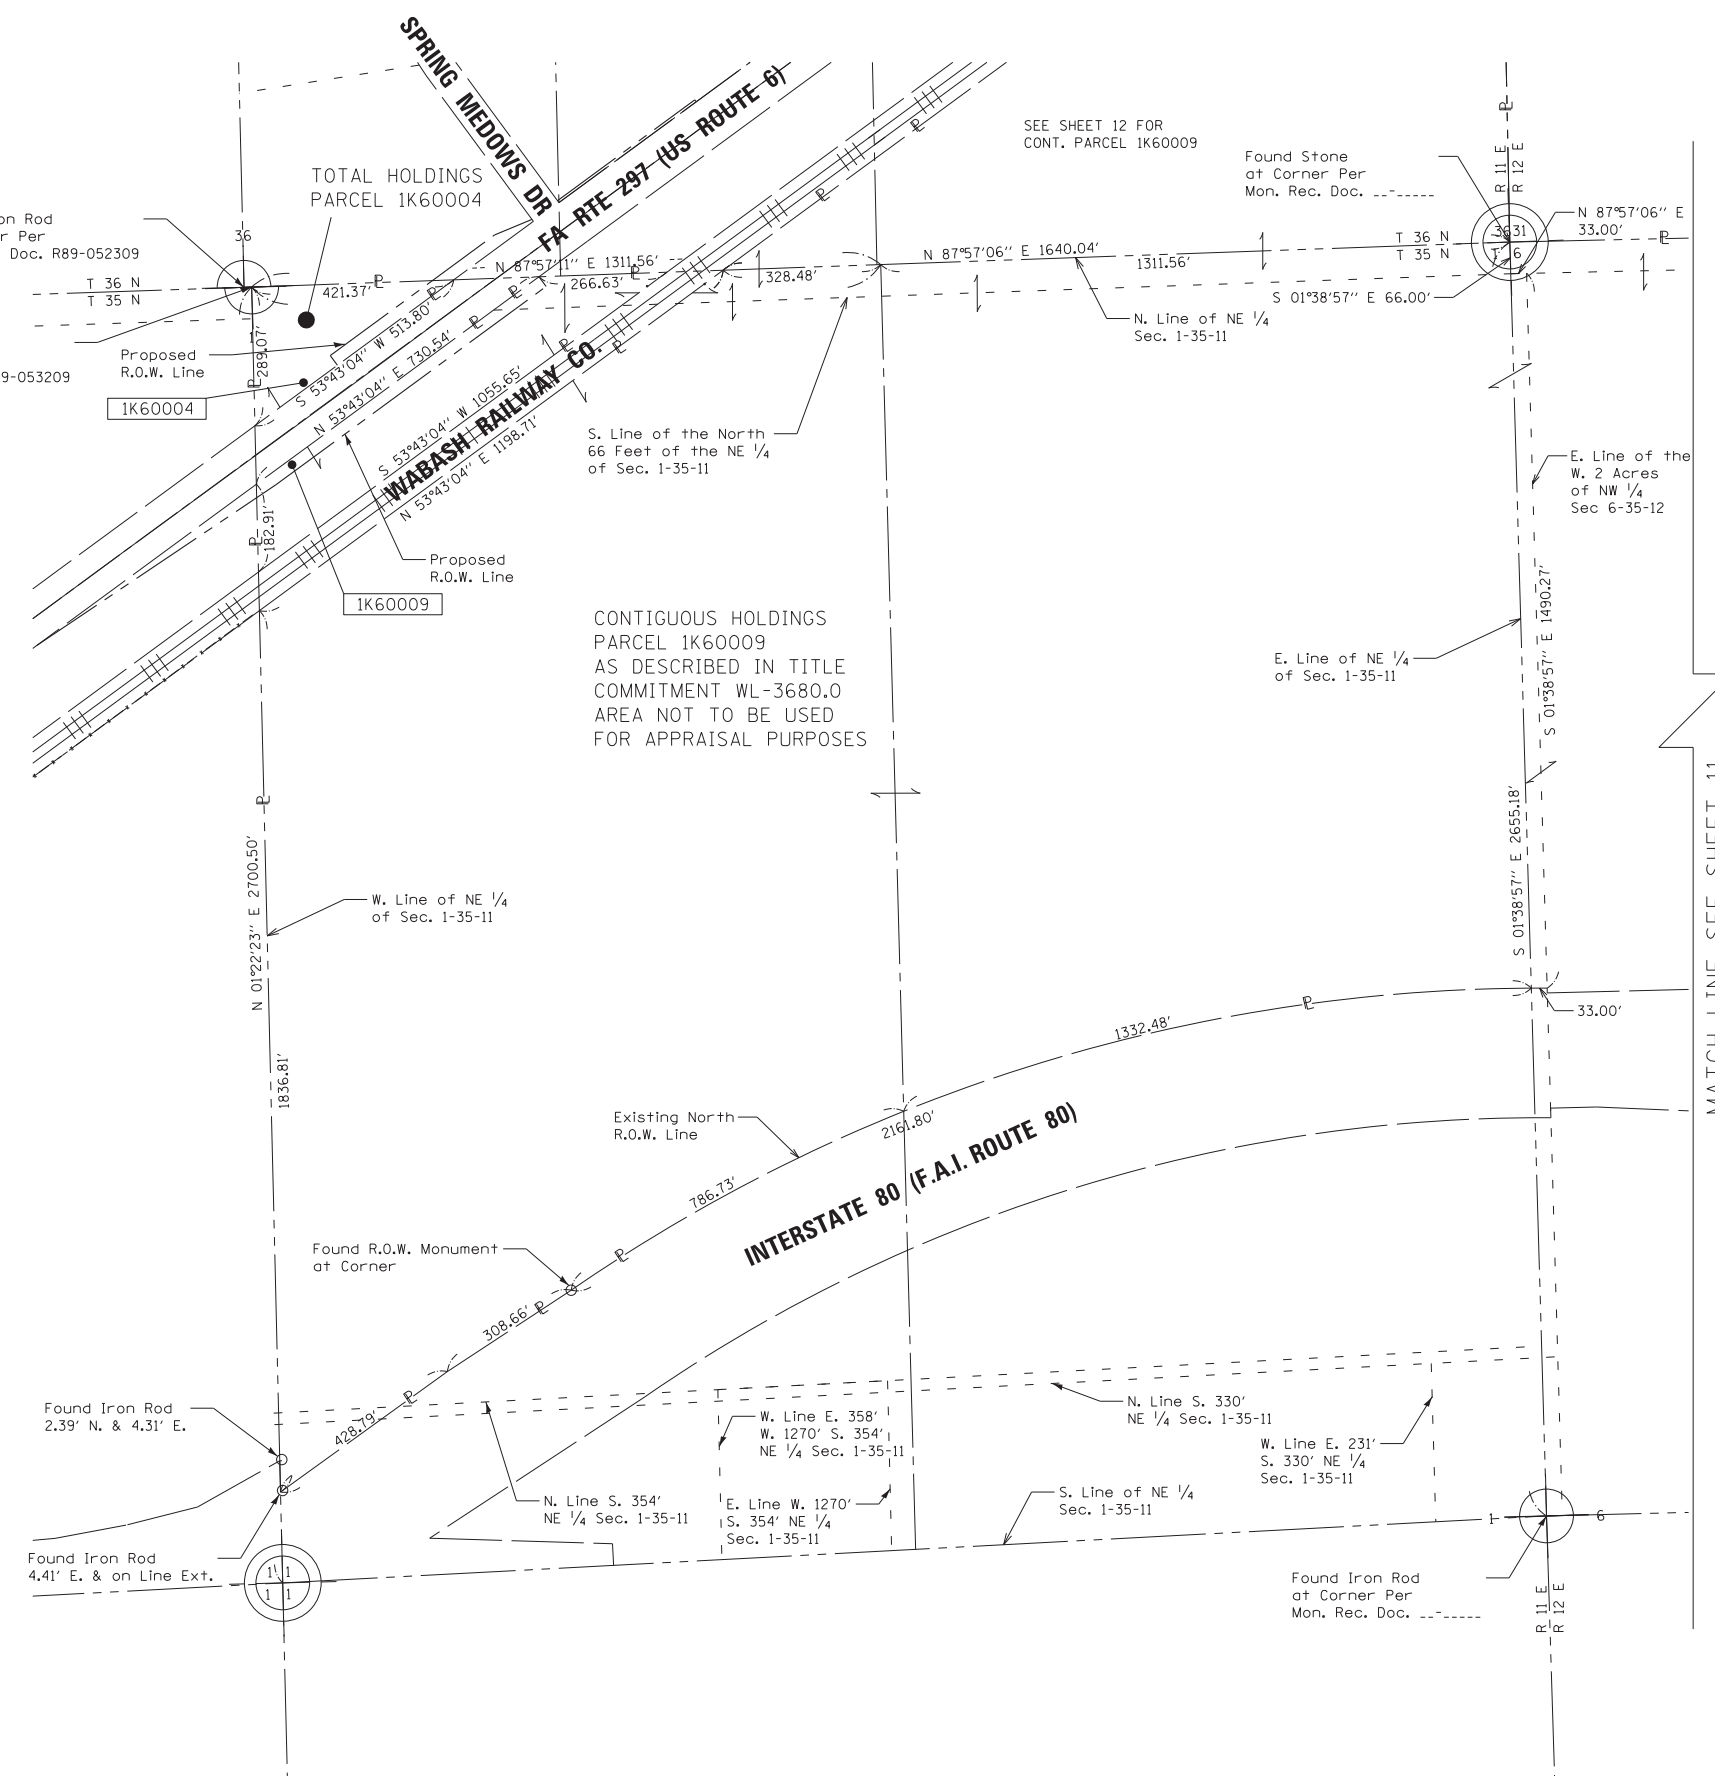 SPRING MEDOWS DR
FA RTE 297 (US ROUTE 6)
SEE SHEET 12 FOR
CONT. PARCEL 1K60009
Found Stone
at Corner Per
Mon. Rec. Doc. __-_____
R 11 E
R 12 E
TOTAL HOLDINGS
PARCEL 1K60004
on Rod
r Per
Doc. R89-052309
36
T 36 N
T 35 N
1
421.37'
N 87°57'11" E 1311.56'
266.63'
328.48'
N 87°57'06" E 1640.04'
1311.56'
T 36 N
T 35 N
36 31
1 6
N 87°57'06" E
33.00'
S 01°38'57" E 66.00'
N. Line of NE 1/4
Sec. 1-35-11
Proposed
R.O.W. Line
9-053209
1K60004
289.07'
S 53°43'04" W 513.80'
N 53°43'04" E 730.54'
S 53°43'04" W 1055.65'
WABASH RAILWAY CO.
N 53°43'04" E 1198.71'
S. Line of the North
66 Feet of the NE 1/4
of Sec. 1-35-11
E. Line of the
W. 2 Acres
of NW 1/4
Sec 6-35-12
182.91'
Proposed
R.O.W. Line
1K60009
CONTIGUOUS HOLDINGS
PARCEL 1K60009
AS DESCRIBED IN TITLE
COMMITMENT WL-3680.0
AREA NOT TO BE USED
FOR APPRAISAL PURPOSES
E. Line of NE 1/4
of Sec. 1-35-11
S 01°38'57" E 1490.27'
S 01°38'57" E 2655.18'
MATCH LINE SEE SHEET 11
N 01°22'23" E 2700.50'
W. Line of NE 1/4
of Sec. 1-35-11
1836.81'
33.00'
1332.48'
Existing North
R.O.W. Line
2161.80'
786.73'
INTERSTATE 80 (F.A.I. ROUTE 80)
Found R.O.W. Monument
at Corner
308.66'
Found Iron Rod
2.39' N. & 4.31' E.
428.79'
N. Line S. 354'
NE 1/4 Sec. 1-35-11
W. Line E. 358'
W. 1270' S. 354'
NE 1/4 Sec. 1-35-11
E. Line W. 1270'
S. 354' NE 1/4
Sec. 1-35-11
N. Line S. 330'
NE 1/4 Sec. 1-35-11
W. Line E. 231'
S. 330' NE 1/4
Sec. 1-35-11
S. Line of NE 1/4
Sec. 1-35-11
1
6
Found Iron Rod
4.41' E. & on Line Ext.
1 1
1 1
Found Iron Rod
at Corner Per
Mon. Rec. Doc. __-_____
R 11 E
R 12 E